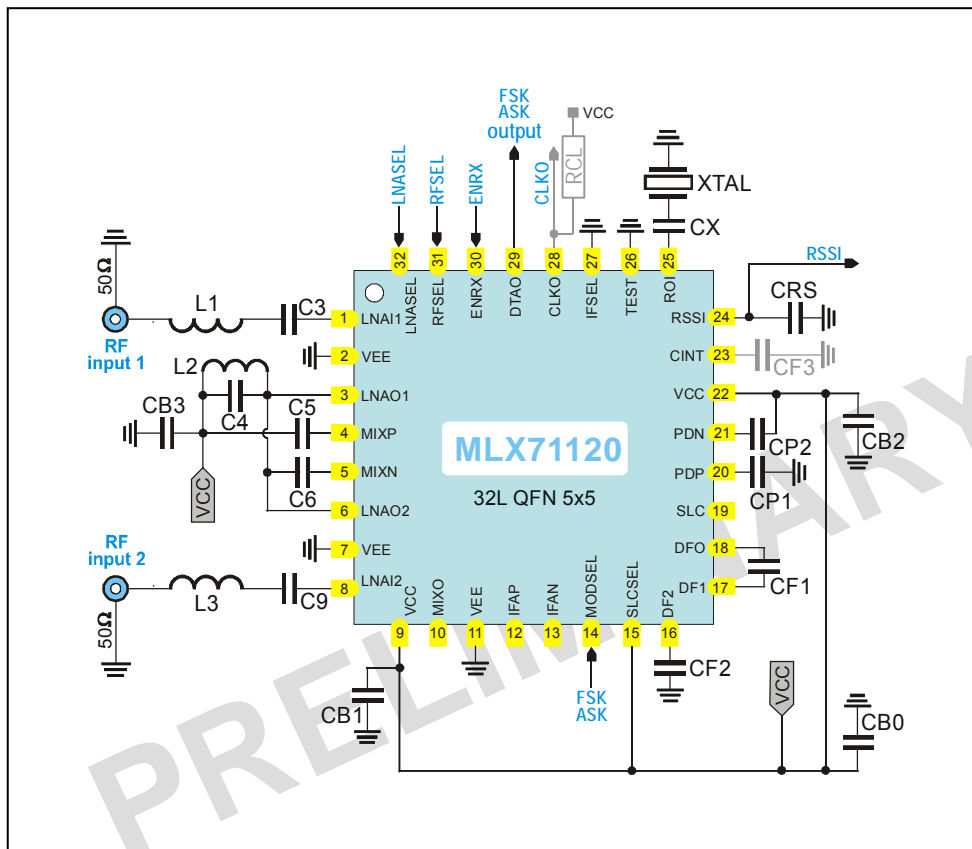 FSK
ASK
output
VCC
RCL
CLKO
LNASEL
RFSEL
ENRX
XTAL
CX
32
31
30
29
28
27
26
25
LNASEL
RFSEL
ENRX
DTAO
CLKO
IFSEL
TEST
ROI
50Ω
RF
input 1
L1
C3
1 LNAI1
2 VEE
L2
C4
3 LNAO1
CB3
C5
4 MIXP
C6
5 MIXN
VCC
6 LNAO2
7 VEE
RF
input 2
50Ω
L3
C9
8 LNAI2
MLX71120
32L QFN 5x5
RSSI
RSSI 24
CRS
CINT 23
CF3
VCC 22
CB2
PDN 21
CP2
PDP 20
CP1
SLC 19
DFO 18
CF1
DF1 17
VCC
MIXO
VEE
IFAP
IFAN
MODSEL
SLCSEL
DF2
9
10
11
12
13
14
15
16
CB1
FSK
ASK
CF2
VCC
CB0
PRELIMINARY